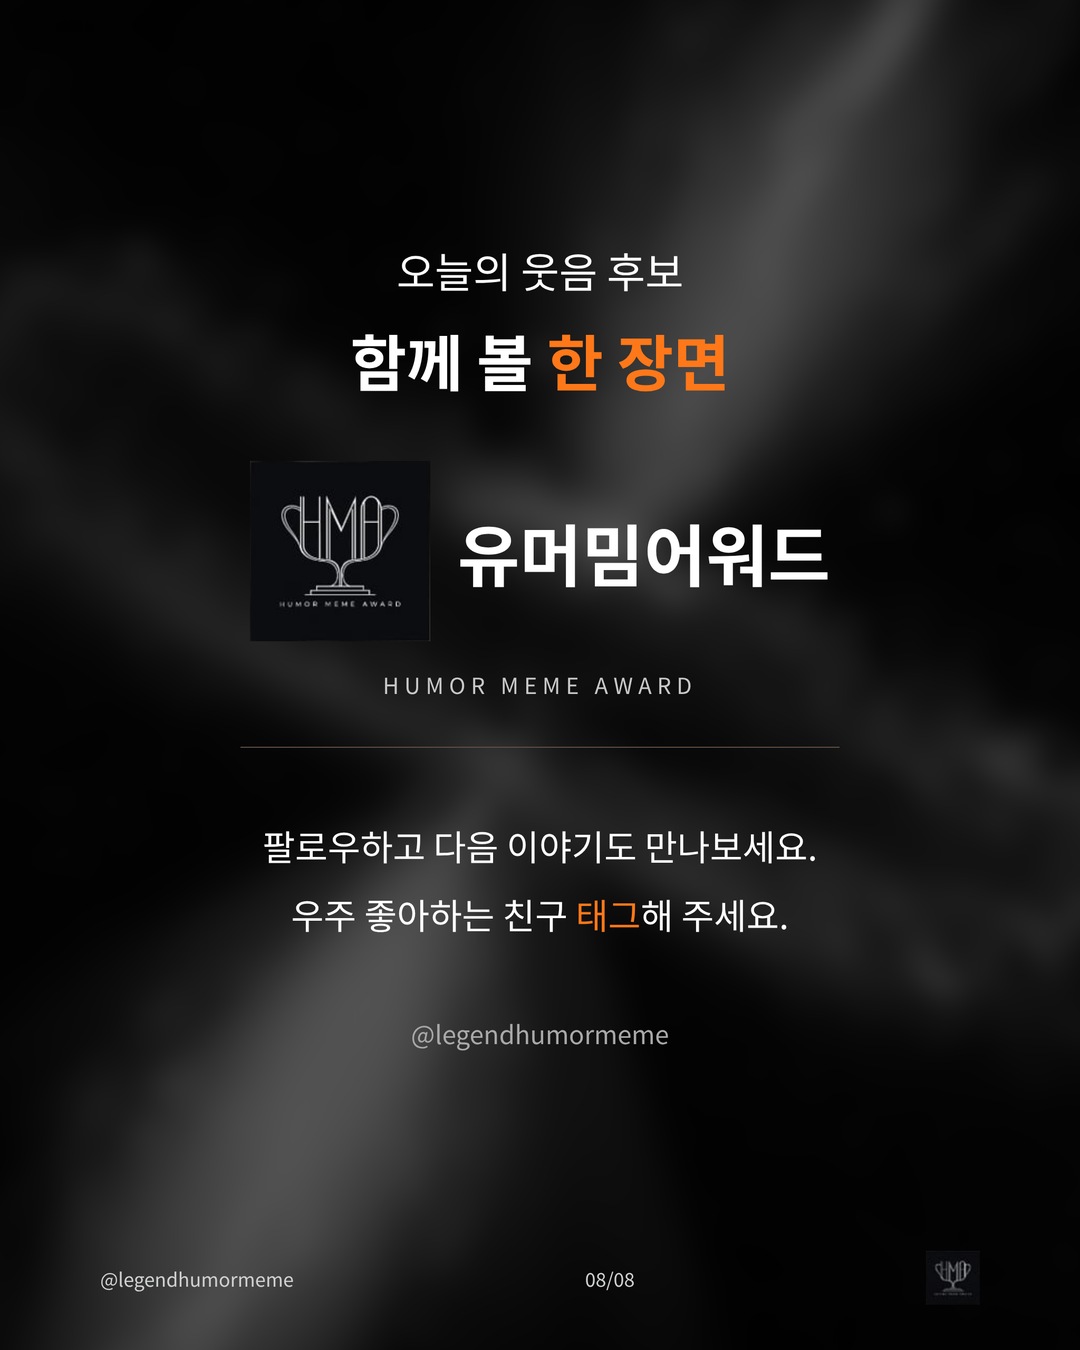 오늘의 웃음 후보
함께 볼 한 장면
HMA
HUMOR MEME AWARD
유머밈어워드
HUMOR MEME AWARD
팔로우하고 다음 이야기도 만나보세요.
우주 좋아하는 친구 태그해 주세요.
@legendhumormeme
@legendhumormeme
08/08
HMA